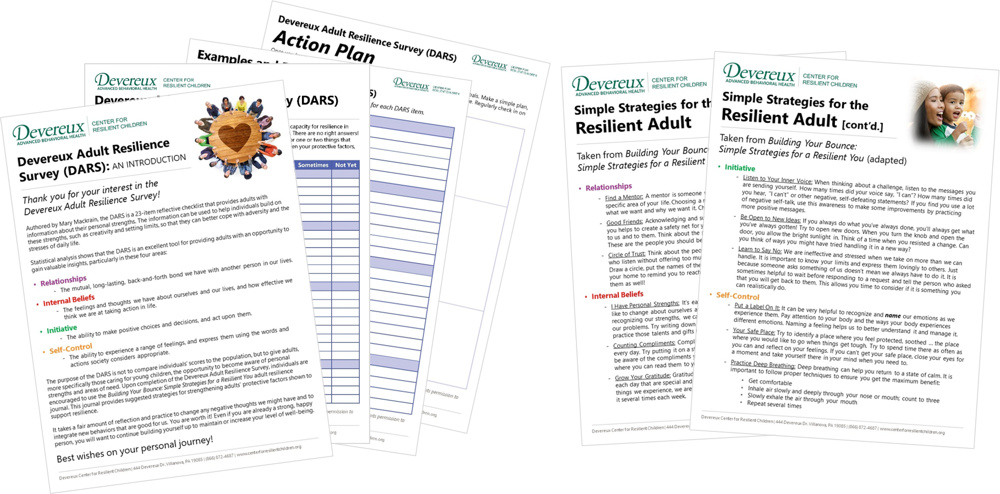 Devereux
ADVANCED BEHAVIORAL HEALTH
CENTER FOR
RESILIENT CHILDREN
Devereux Adult Resilience
Survey (DARS): AN INTRODUCTION
Thank you for your interest in the
Devereux Adult Resilience Survey!
Authored by Mary Mackrain, the DARS is a 23-item reflective checklist that provides adults with
information about their personal strengths. The information can be used to help individuals build on
these strengths, such as creativity and setting limits, so that they can better cope with adversity and the
stresses of daily life.
Statistical analysis shows that the DARS is an excellent tool for providing adults with an opportunity to
gain valuable insights, particularly in these four areas:
• Relationships
- The mutual, long-lasting, back-and-forth bond we have with another person in our lives.
• Internal Beliefs
- The feelings and thoughts we have about ourselves and our lives, and how effective we
think we are at taking action in life.
• Initiative
- The ability to make positive choices and decisions, and act upon them.
• Self-Control
- The ability to experience a range of feelings, and express them using the words and
actions society considers appropriate.
The purpose of the DARS is not to compare individuals' scores to the population, but to give adults,
more specifically those caring for young children, the opportunity to become aware of personal
strengths and areas of need. Upon completion of the Devereux Adult Resilience Survey, individuals are
encouraged to use the Building Your Bounce: Simple Strategies for a Resilient You adult resilience
journal. This journal provides suggested strategies for strengthening adults' protective factors shown to
support resilience.
It takes a fair amount of reflection and practice to change any negative thoughts we might have and to
integrate new behaviors that are good for us. You are worth it! Even if you are already a strong, happy
person, you will want to continue building yourself up to maintain or increase your level of well-being.
Best wishes on your personal journey!
Devereux Center for Resilient Children | 444 Devereux Dr. Villanova, PA 19085 | (866) 872-4687 | www.centerforresilientchildren.org
Devereux
ADVANCED BEHAVIORAL HEALTH
CENTER FOR
RESILIENT CHILDREN
y (DARS)
capacity for resilience in
There are no right answers!
or one or two things that
en your protective factors,
Sometimes Not Yet
permission to
org
Examples and
Devereux
CENTER FOR
RESILIENT CHILDREN
S)
for each DARS item.
nts permission to
ren.org
Devereux Adult Resilience Survey (DARS)
Action Plan
Devereux
CENTER FOR
RESILIENT CHILDREN
oals. Make a simple plan,
e. Regularly check in on
nts permission to
dren.org
Devereux
ADVANCED BEHAVIORAL HEALTH
CENTER FOR
RESILIENT CHILDREN
Simple Strategies for th
Resilient Adult
Taken from Building Your Bounc
Simple Strategies for a Resilient
• Relationships
- Find a Mentor: A mentor is someone
specific area of your life. Choosing a
what we want and why we want it. Ch
- Good Friends: Acknowledging and su
you helps to create a safety net for y
to us and to them. Think about the
These are the people you should be
- Circle of Trust: Think about the peo
who listen without offering too mu
Draw a circle, put the names of the
your home to remind you to reach
them as well!
• Internal Beliefs
- I Have Personal Strengths: It's ea
like to change about ourselves a
recognizing our strengths, we ca
our problems. Try writing down
practice those talents and gifts
- Counting Compliments: Compl
every day. Try putting it on a st
be aware of the compliments y
where you can read them to y
- Grow Your Gratitude: Gratitud
each day that are special and
things we experience, we are
it several times each week.
Devereux Center for Resilient Children | 444 Devere
Devereux
ADVANCED BEHAVIORAL HEALTH
CENTER FOR
RESILIENT CHILDREN
Simple Strategies for the
Resilient Adult [cont'd.]
Taken from Building Your Bounce:
Simple Strategies for a Resilient You (adapted)
• Initiative
- Listen to Your Inner Voice: When thinking about a challenge, listen to the messages you
are sending yourself. How many times did your voice say, "I can"? How many times did
you hear, "I can't" or other negative, self-defeating statements? If you find you use a lot
of negative self-talk, use this awareness to make some improvements by practicing
more positive messages.
- Be Open to New Ideas: If you always do what you've always done, you'll always get what
you've always gotten! Try to open new doors. When you turn the knob and open the
door, you allow the bright sunlight in. Think of a time when you resisted a change. Can
you think of ways you might have tried handling it in a new way?
- Learn to Say No: We are ineffective and stressed when we take on more than we can
handle. It is important to know your limits and express them lovingly to others. Just
because someone asks something of us doesn't mean we always have to do it. It is
sometimes helpful to wait before responding to a request and tell the person who asked
that you will get back to them. This allows you time to consider if it is something you
can realistically do.
• Self-Control
- Put a Label On It: It can be very helpful to recognize and name our emotions as we
experience them. Pay attention to your body and the ways your body experiences
different emotions. Naming a feeling helps us to better understand it and manage it.
- Your Safe Place: Try to identify a place where you feel protected, soothed ... the place
where you would like to go when things get tough. Try to spend time there as often as
you can and reflect on your feelings. If you can't get your safe place, close your eyes for
a moment and take yourself there in your mind when you need to.
- Practice Deep Breathing: Deep breathing can help you return to a state of calm. It is
important to follow proper techniques to ensure you get the maximum benefit:
• Get comfortable
• Inhale air slowly and deeply through your nose or mouth; count to three
• Slowly exhale the air through your mouth
• Repeat several times
Devereux Center for Resilient Children | 444 Devereux Dr. Villanova, PA 19085 | (866) 872-4687 | www.centerforresilientchildren.org